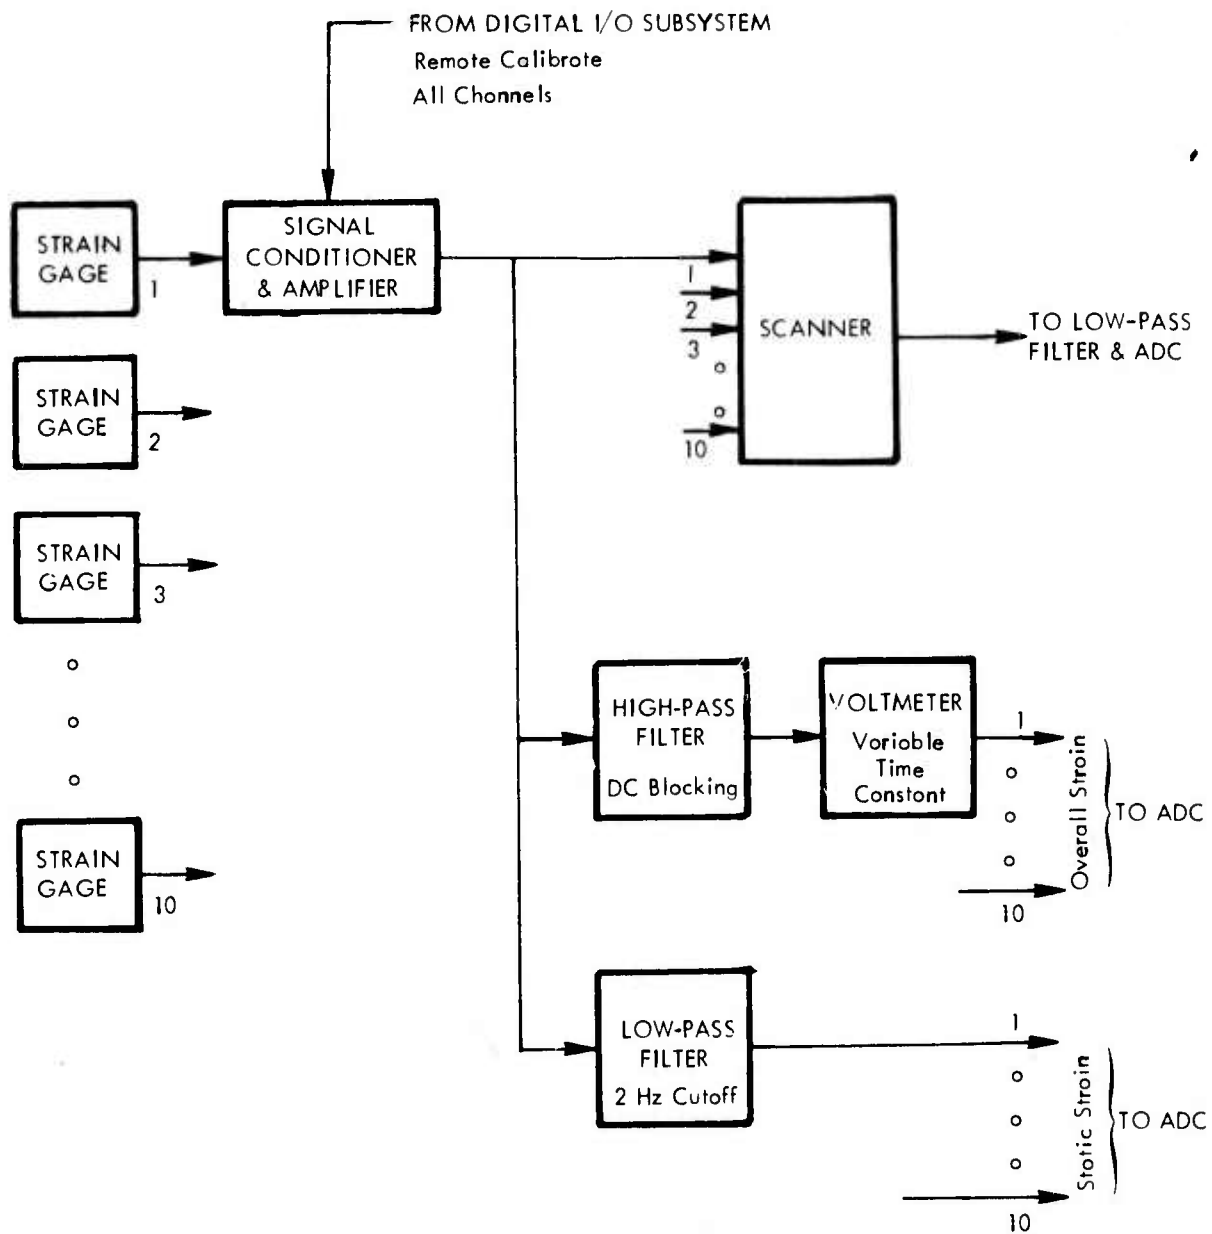 FROM DIGITAL I/O SUBSYSTEM
Remote Calibrote
All Chonnels
STRAIN
GAGE
1
SIGNAL
CONDITIONER
& AMPLIFIER
1
2
3
10
SCANNER
TO LOW-PASS
FILTER & ADC
STRAIN
GAGE
2
STRAIN
GAGE
3
STRAIN
GAGE
10
HIGH-PASS
FILTER
DC Blocking
VOLTMETER
Vorioble
Time
Constont
1
10
Overall Stroin
TO ADC
LOW-PASS
FILTER
2 Hz Cutoff
1
10
Stotic Stroin
TO ADC